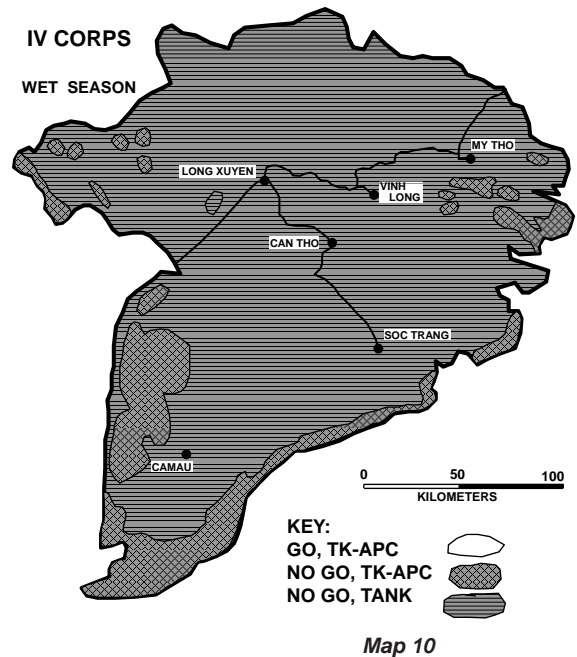 IV CORPS
WET SEASON
MY THO
LONG XUYEN
VINH
LONG
CAN THO
SOC TRANG
CAMAU
0 50 100
KILOMETERS
KEY:
GO, TK-APC
NO GO, TK-APC
NO GO, TANK
Map 10